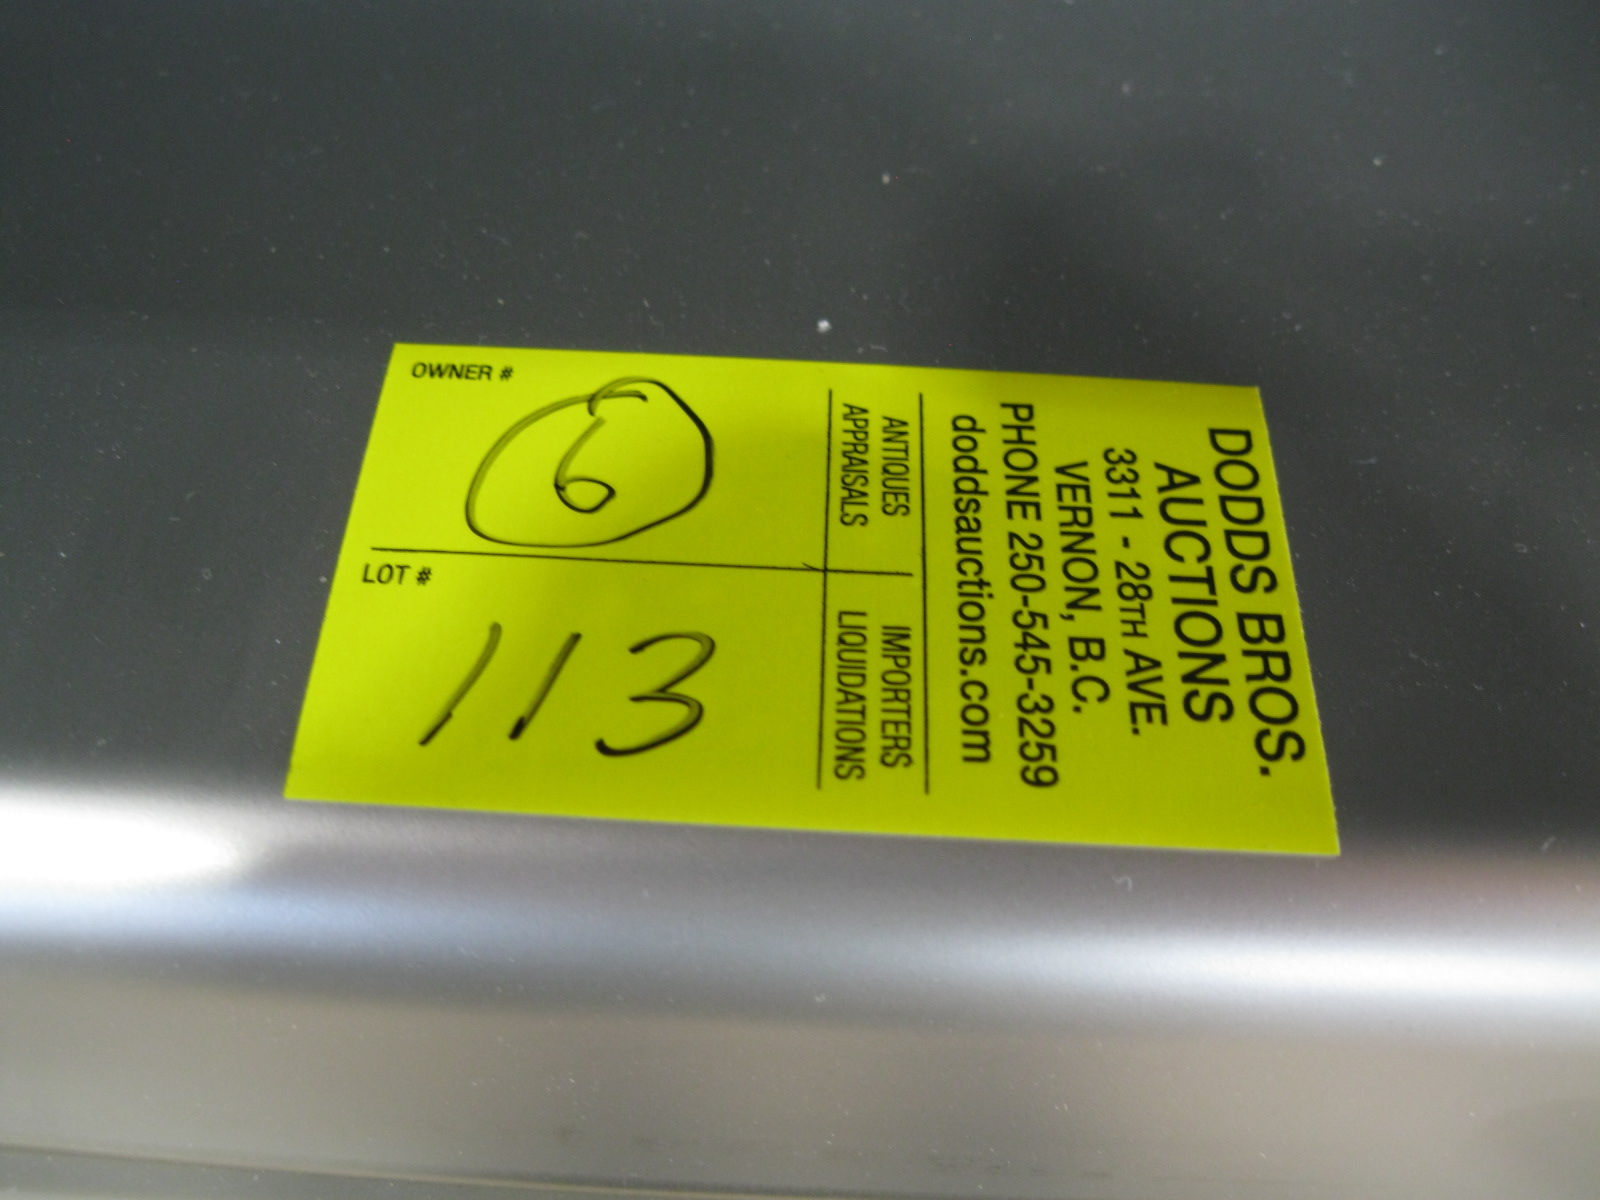 DODDS BROS.
AUCTIONS
3311 - 28TH AVE.
VERNON, B.C.
PHONE 250-545-3259
doddsauctions.com
ANTIQUES IMPORTERS
APPRAISALS LIQUIDATIONS
OWNER #
6
LOT #
113